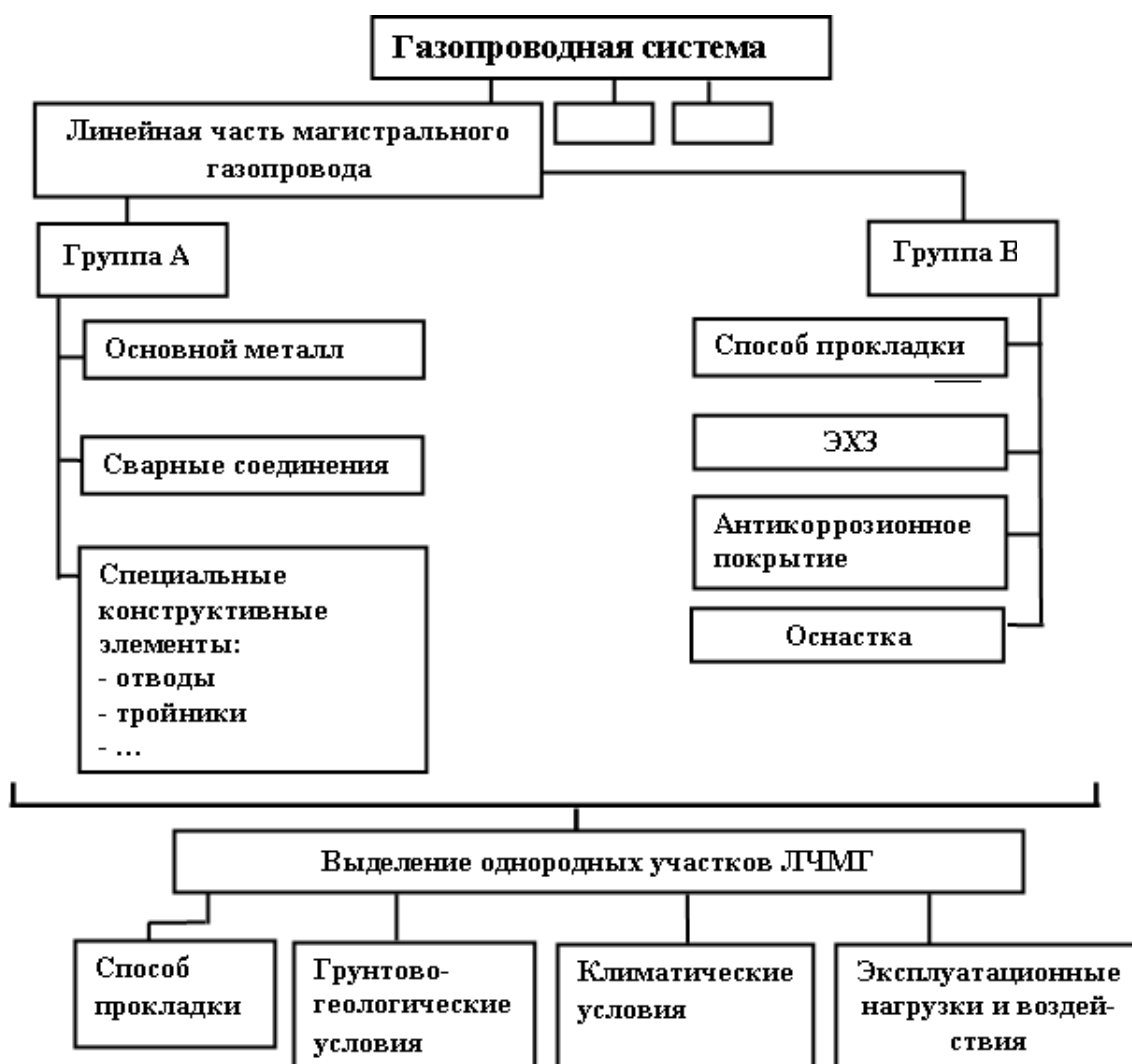 Газопроводная система
Линейная часть магистрального
газопровода
Группа А
Группа В
Основной металл
Сварные соединения
Специальные
конструктивные
элементы:
- отводы
- тройники
- ...
Способ прокладки
ЭХЗ
Антикоррозионное
покрытие
Оснастка
Выделение однородных участков ЛЧМГ
Способ
прокладки
Грунтово-
геологические
условия
Климатические
условия
Эксплуатационные
нагрузки и воздей-
ствия